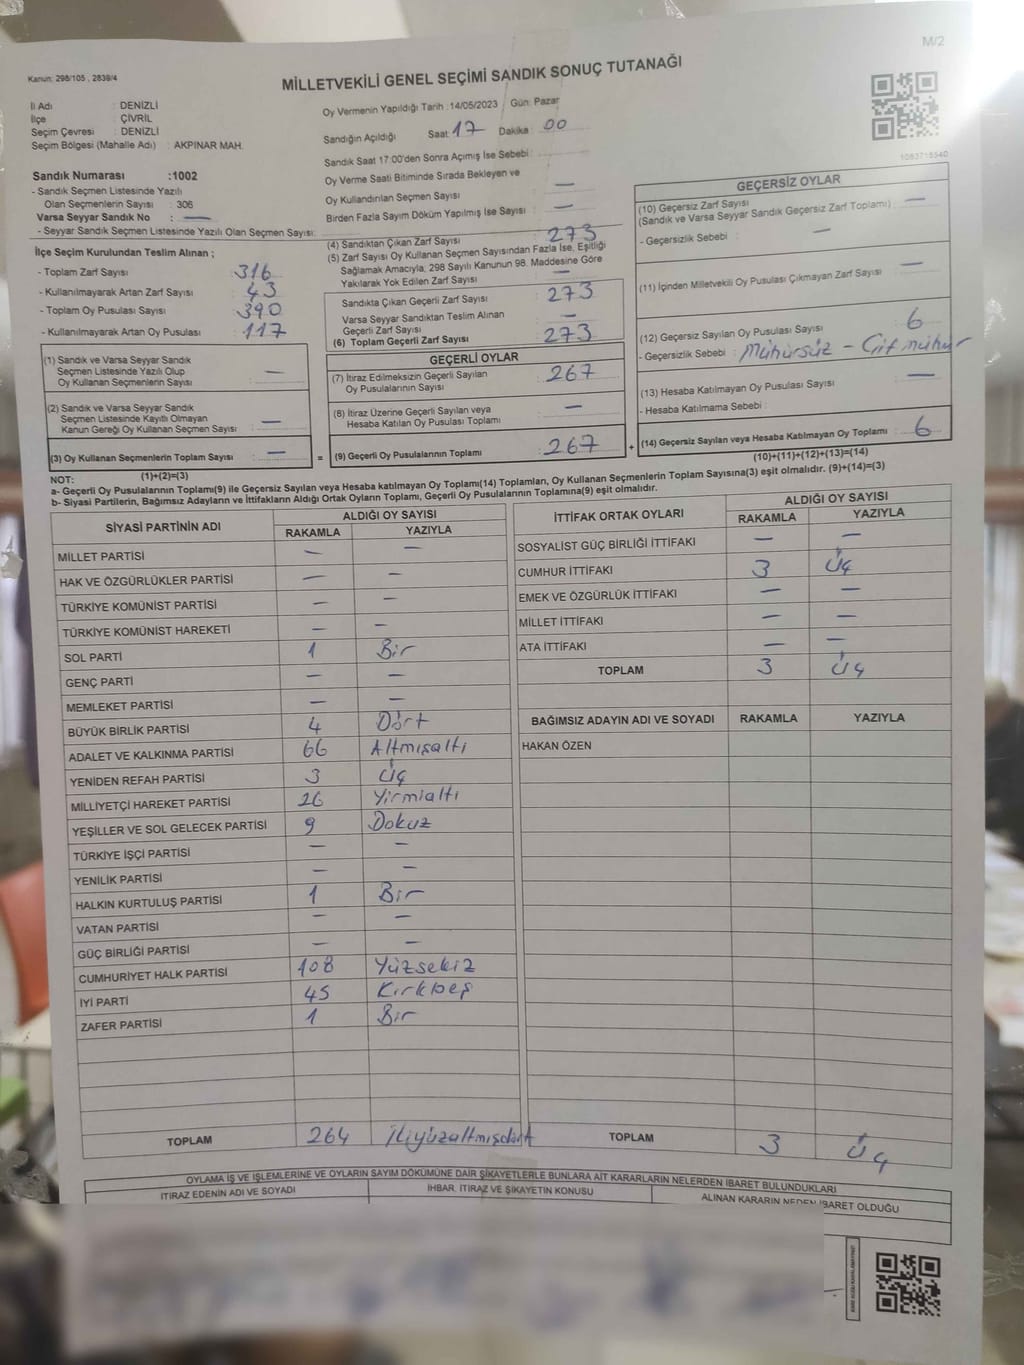 M/2
Kanun: 298/105 , 2839/4
MİLLETVEKİLİ GENEL SEÇİMİ SANDIK SONUÇ TUTANAĞI
İl Adı : DENİZLİ
İlçe : ÇİVRİL
Seçim Çevresi : DENİZLİ
Seçim Bölgesi (Mahalle Adı) : AKPINAR MAH.
Oy Vermenin Yapıldığı Tarih :14/05/2023 Gün: Pazar
Sandığın Açıldığı Saat 17 Dakika 00
Sandık Saat 17:00'den Sonra Açımış İse Sebebi:
Oy Verme Saati Bitiminde Sırada Bekleyen ve
Oy Kullandırılan Seçmen Sayısı —
Birden Fazla Sayım Döküm Yapılmış İse Sayısı —
1083715540
Sandık Numarası :1002
- Sandık Seçmen Listesinde Yazılı
Olan Seçmenlerin Sayısı : 306
Varsa Seyyar Sandık No : —
- Seyyar Sandık Seçmen Listesinde Yazılı Olan Seçmen Sayısı:
İlçe Seçim Kurulundan Teslim Alınan ;
- Toplam Zarf Sayısı 316
- Kullanılmayarak Artan Zarf Sayısı 43
- Toplam Oy Pusulası Sayısı 390
- Kullanılmayarak Artan Oy Pusulası 117
(1) Sandık ve Varsa Seyyar Sandık
Seçmen Listesinde Yazılı Olup
Oy Kullanan Seçmenlerin Sayısı —
(2) Sandık ve Varsa Seyyar Sandık
Seçmen Listesinde Kayıtlı Olmayan
Kanun Gereği Oy Kullanan Seçmen Sayısı —
(3) Oy Kullanan Seçmenlerin Toplam Sayısı —
(1)+(2)=(3)
(4) Sandıktan Çıkan Zarf Sayısı 273
(5) Zarf Sayısı Oy Kullanan Seçmen Sayısından Fazla İse, Eşitliği
Sağlamak Amacıyla, 298 Sayılı Kanunun 98. Maddesine Göre
Yakılarak Yok Edilen Zarf Sayısı —
Sandıkta Çıkan Geçerli Zarf Sayısı 273
Varsa Seyyar Sandıktan Teslim Alınan
Geçerli Zarf Sayısı —
(6) Toplam Geçerli Zarf Sayısı 273
GEÇERLİ OYLAR
(7) İtiraz Edilmeksizin Geçerli Sayılan
Oy Pusulalarının Sayısı 267
(8) İtiraz Üzerine Geçerli Sayılan veya
Hesaba Katılan Oy Pusulası Toplamı —
= (9) Geçerli Oy Pusulalarının Toplamı 267 +
GEÇERSİZ OYLAR
(10) Geçersiz Zarf Sayısı —
(Sandık ve Varsa Seyyar Sandık Geçersiz Zarf Toplamı)
- Geçersizlik Sebebi —
(11) İçinden Milletvekili Oy Pusulası Çıkmayan Zarf Sayısı —
(12) Geçersiz Sayılan Oy Pusulası Sayısı 6
- Geçersizlik Sebebi : Mühürsüz - Çift mühür
(13) Hesaba Katılmayan Oy Pusulası Sayısı —
- Hesaba Katılmama Sebebi :
(14) Geçersiz Sayılan veya Hesaba Katılmayan Oy Toplamı 6
(10)+(11)+(12)+(13)=(14)
NOT:
a- Geçerli Oy Pusulalarının Toplamı(9) ile Geçersiz Sayılan veya Hesaba katılmayan Oy Toplamı(14) Toplamları, Oy Kullanan Seçmenlerin Toplam Sayısına(3) eşit olmalıdır. (9)+(14)=(3)
b- Siyasi Partilerin, Bağımsız Adayların ve İttifakların Aldığı Ortak Oyların Toplamı, Geçerli Oy Pusulalarının Toplamına(9) eşit olmalıdır.
SİYASİ PARTİNİN ADI ALDIĞI OY SAYISI
RAKAMLA YAZIYLA
MİLLET PARTİSİ — —
HAK VE ÖZGÜRLÜKLER PARTİSİ — —
TÜRKİYE KOMÜNİST PARTİSİ — —
TÜRKİYE KOMÜNİST HAREKETİ — —
SOL PARTİ 1 Bir
GENÇ PARTİ — —
MEMLEKET PARTİSİ — —
BÜYÜK BİRLİK PARTİSİ 4 Dört
ADALET VE KALKINMA PARTİSİ 66 Altmışaltı
YENİDEN REFAH PARTİSİ 3 Üç
MİLLİYETÇİ HAREKET PARTİSİ 26 Yirmialtı
YEŞİLLER VE SOL GELECEK PARTİSİ 9 Dokuz
TÜRKİYE İŞÇİ PARTİSİ — —
YENİLİK PARTİSİ — —
HALKIN KURTULUŞ PARTİSİ 1 Bir
VATAN PARTİSİ — —
GÜÇ BİRLİĞİ PARTİSİ — —
CUMHURİYET HALK PARTİSİ 108 Yüzsekiz
İYİ PARTİ 45 Kırkbeş
ZAFER PARTİSİ 1 Bir
TOPLAM 264 İkiyüzaltmışdört
İTTİFAK ORTAK OYLARI ALDIĞI OY SAYISI
RAKAMLA YAZIYLA
SOSYALİST GÜÇ BİRLİĞİ İTTİFAKI — —
CUMHUR İTTİFAKI 3 Üç
EMEK VE ÖZGÜRLÜK İTTİFAKI — —
MİLLET İTTİFAKI — —
ATA İTTİFAKI — —
TOPLAM 3 Üç
BAĞIMSIZ ADAYIN ADI VE SOYADI RAKAMLA YAZIYLA
HAKAN ÖZEN
TOPLAM 3 Üç
OYLAMA İŞ VE İŞLEMLERİNE VE OYLARIN SAYIM DÖKÜMÜNE DAİR ŞİKAYETLERLE BUNLARA AİT KARARLARIN NELERDEN İBARET BULUNDUKLARI
İTİRAZ EDENİN ADI VE SOYADI İHBAR, İTİRAZ VE ŞİKAYETİN KONUSU ALINAN KARARIN NEDEN İBARET OLDUĞU